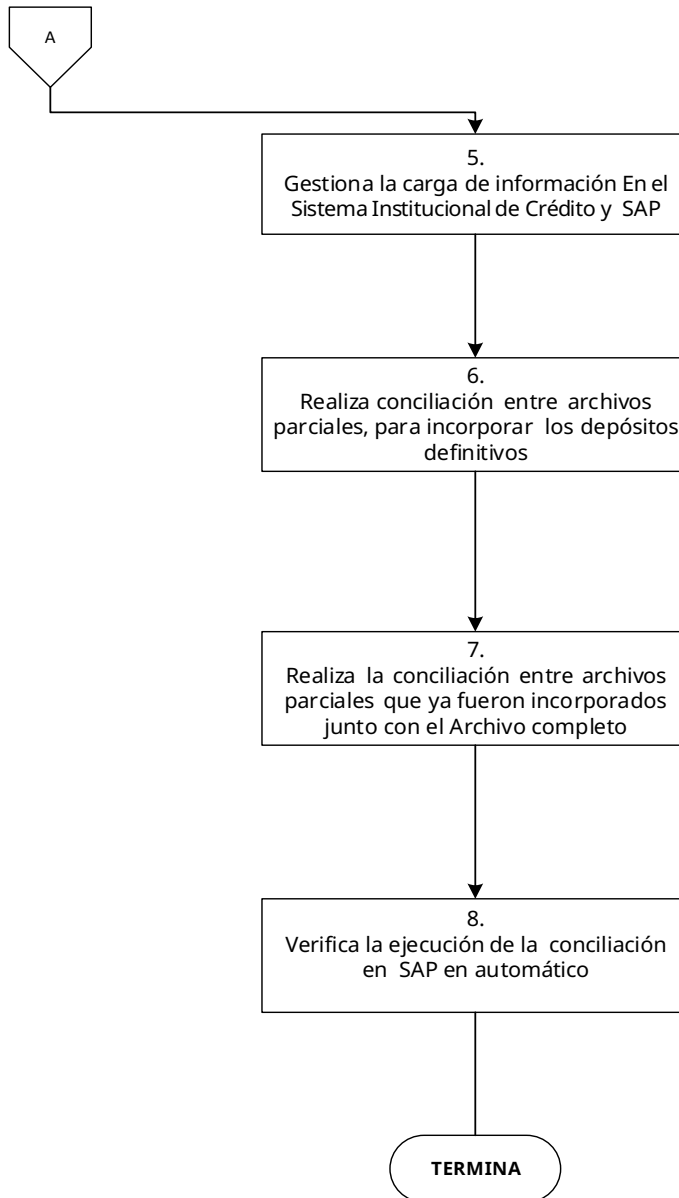 A
5.
Gestiona la carga de información En el
Sistema Institucional de Crédito y SAP
6.
Realiza conciliación entre archivos
parciales, para incorporar los depósitos
definitivos
7.
Realiza la conciliación entre archivos
parciales que ya fueron incorporados
junto con el Archivo completo
8.
Verifica la ejecución de la conciliación
en SAP en automático
TERMINA